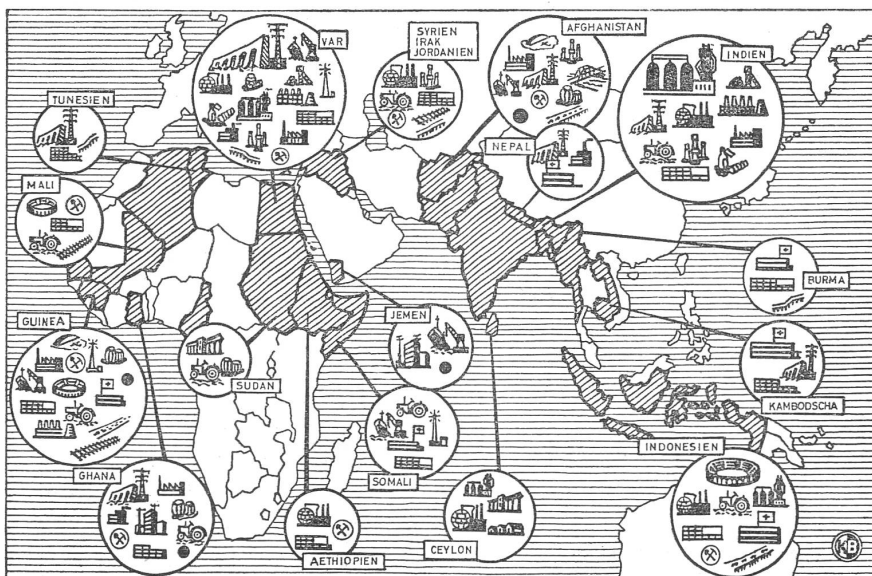 VAR
SYRIEN
IRAK
JORDANIEN
AFGHANISTAN
INDIEN
TUNESIEN
NEPAL
MALI
BURMA
GUINEA
JEMEN
SUDAN
KAMBODSCHA
INDONESIEN
GHANA
SOMALI
AETHIOPIEN
CEYLON
KB